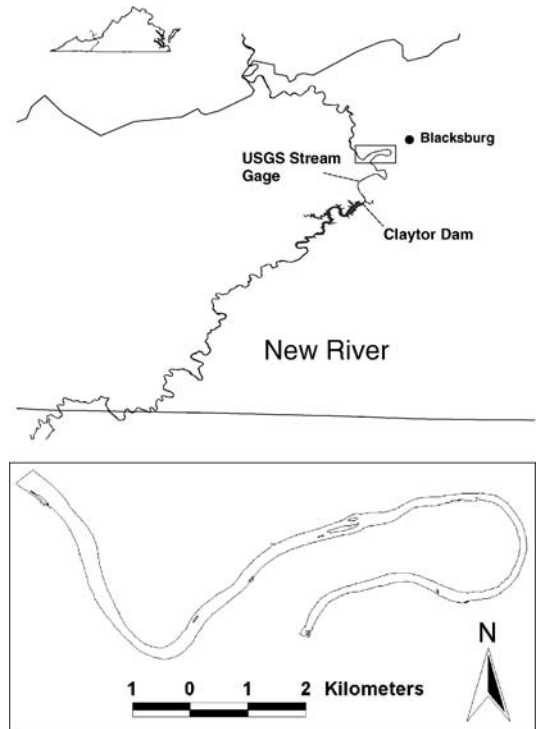 Blacksburg
USGS Stream
Gage
Claytor Dam
New River
N
1 0 1 2 Kilometers